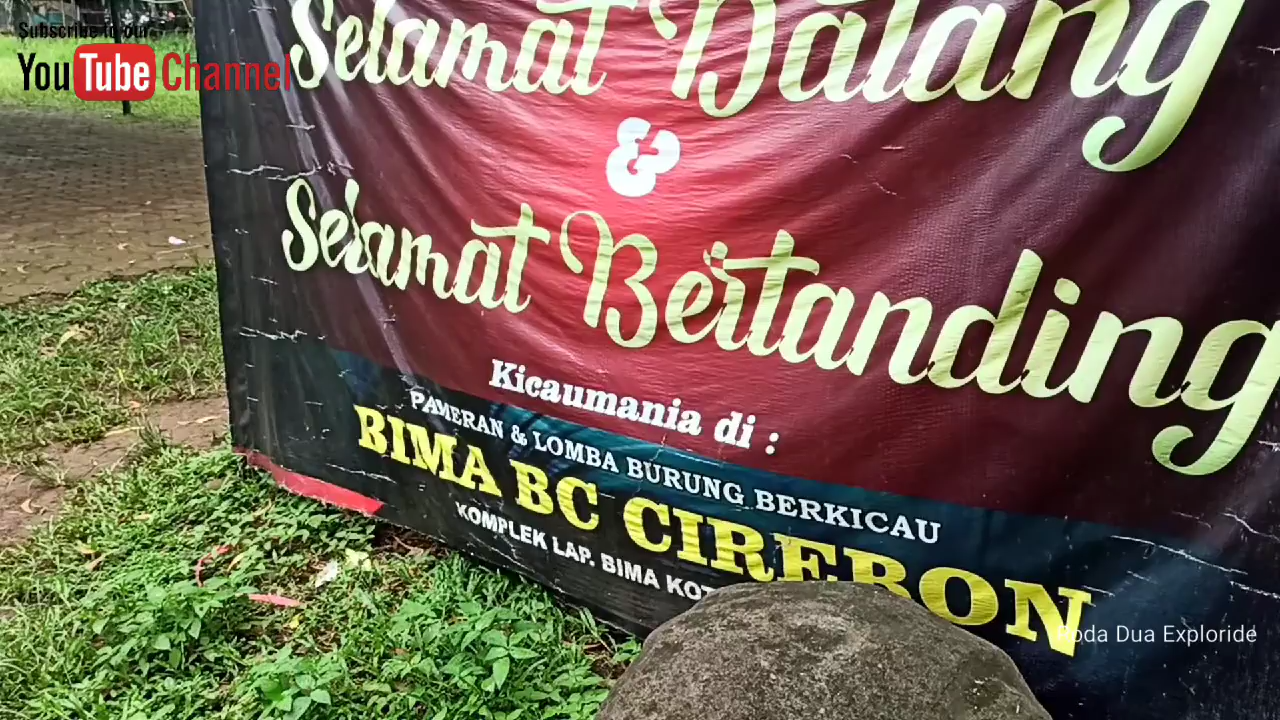 Subscribe to our
YouTube Channel
Selamat Datang
&
Selamat Bertanding
Kicaumania di :
PAMERAN & LOMBA BURUNG BERKICAU
BIMA BC CIREBON
KOMPLEK LAP. BIMA
Roda Dua Exploride